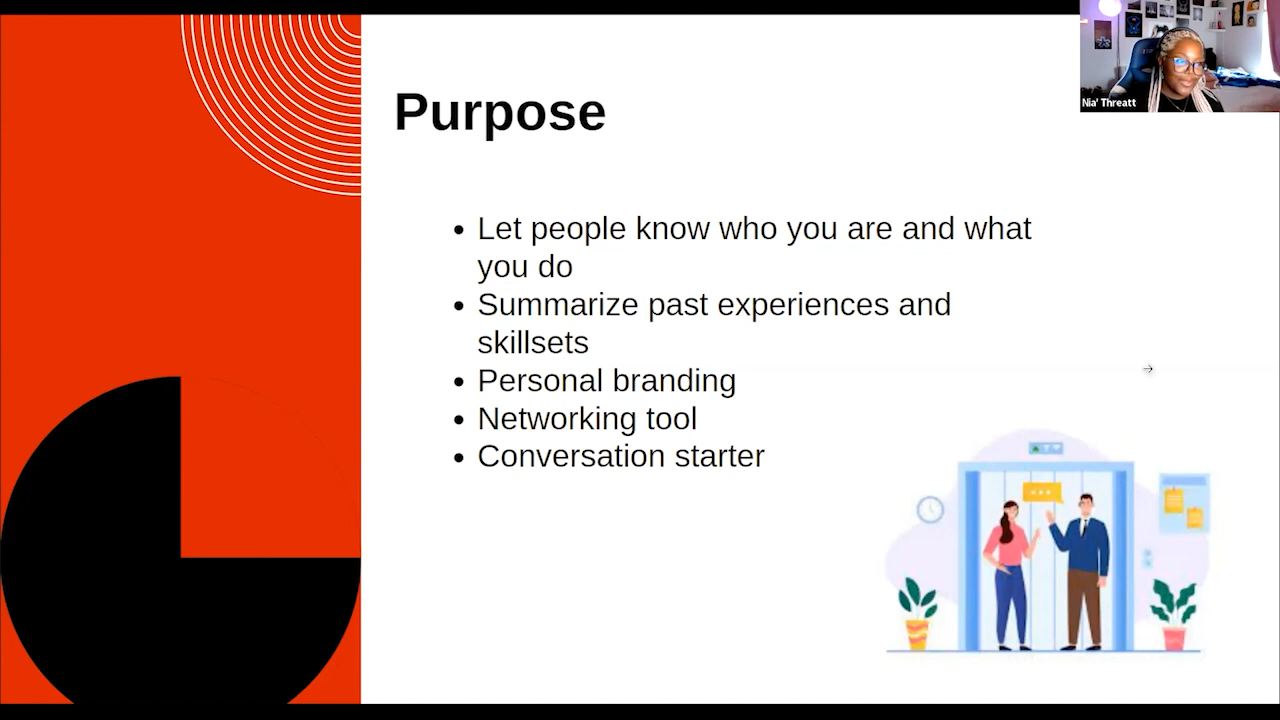 Purpose
Nia' Threatt
• Let people know who you are and what
you do
• Summarize past experiences and
skillsets
• Personal branding
• Networking tool
• Conversation starter